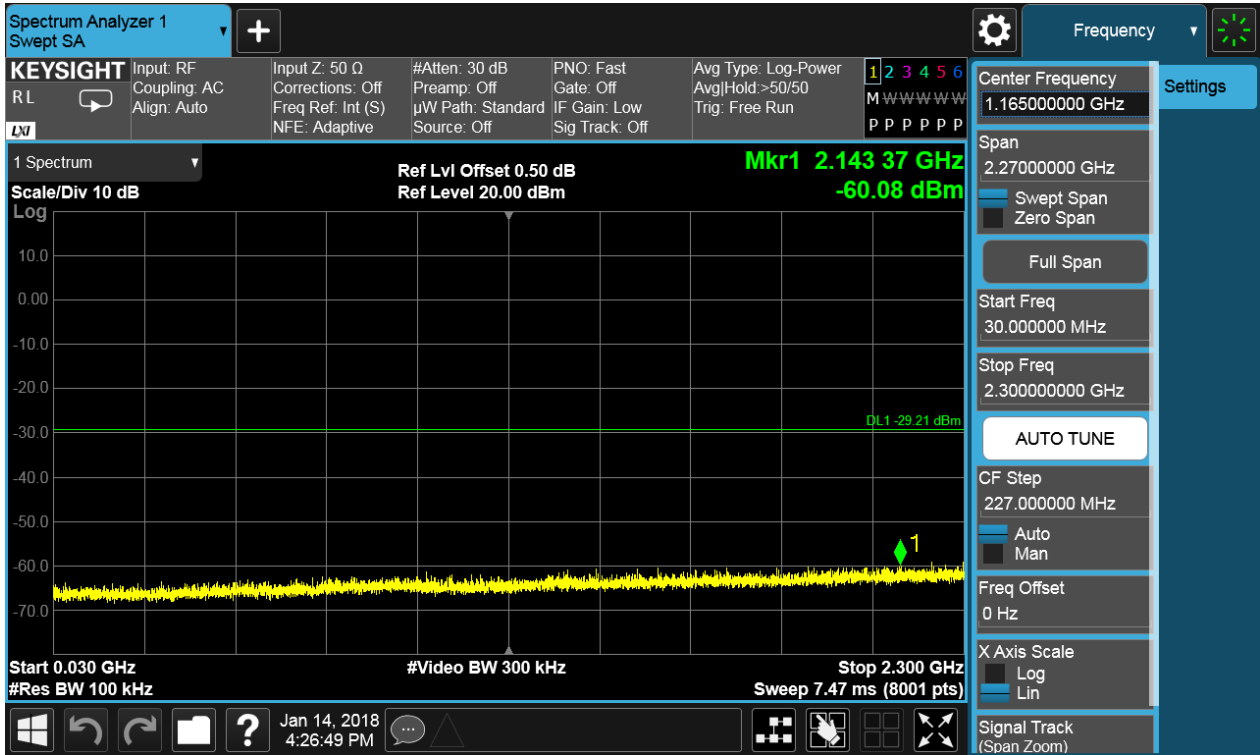 Spectrum Analyzer 1
Swept SA
+
Frequency
KEYSIGHT
R L
LXI
Input: RF
Coupling: AC
Align: Auto
Input Z: 50 Ω
Corrections: Off
Freq Ref: Int (S)
NFE: Adaptive
#Atten: 30 dB
Preamp: Off
µW Path: Standard
Source: Off
PNO: Fast
Gate: Off
IF Gain: Low
Sig Track: Off
Avg Type: Log-Power
Avg|Hold:>50/50
Trig: Free Run
1 2 3 4 5 6
M W W W W W
P P P P P P
1 Spectrum
Scale/Div 10 dB
Log
Ref Lvl Offset 0.50 dB
Ref Level 20.00 dBm
Mkr1 2.143 37 GHz
-60.08 dBm
10.0
0.00
-10.0
-20.0
-30.0
-40.0
-50.0
-60.0
-70.0
DL1 -29.21 dBm
1
Start 0.030 GHz
#Res BW 100 kHz
#Video BW 300 kHz
Stop 2.300 GHz
Sweep 7.47 ms (8001 pts)
Center Frequency
1.165000000 GHz
Span
2.27000000 GHz
Swept Span
Zero Span
Full Span
Start Freq
30.000000 MHz
Stop Freq
2.300000000 GHz
AUTO TUNE
CF Step
227.000000 MHz
Auto
Man
Freq Offset
0 Hz
X Axis Scale
Log
Lin
Signal Track
(Span Zoom)
Settings
?
Jan 14, 2018
4:26:49 PM